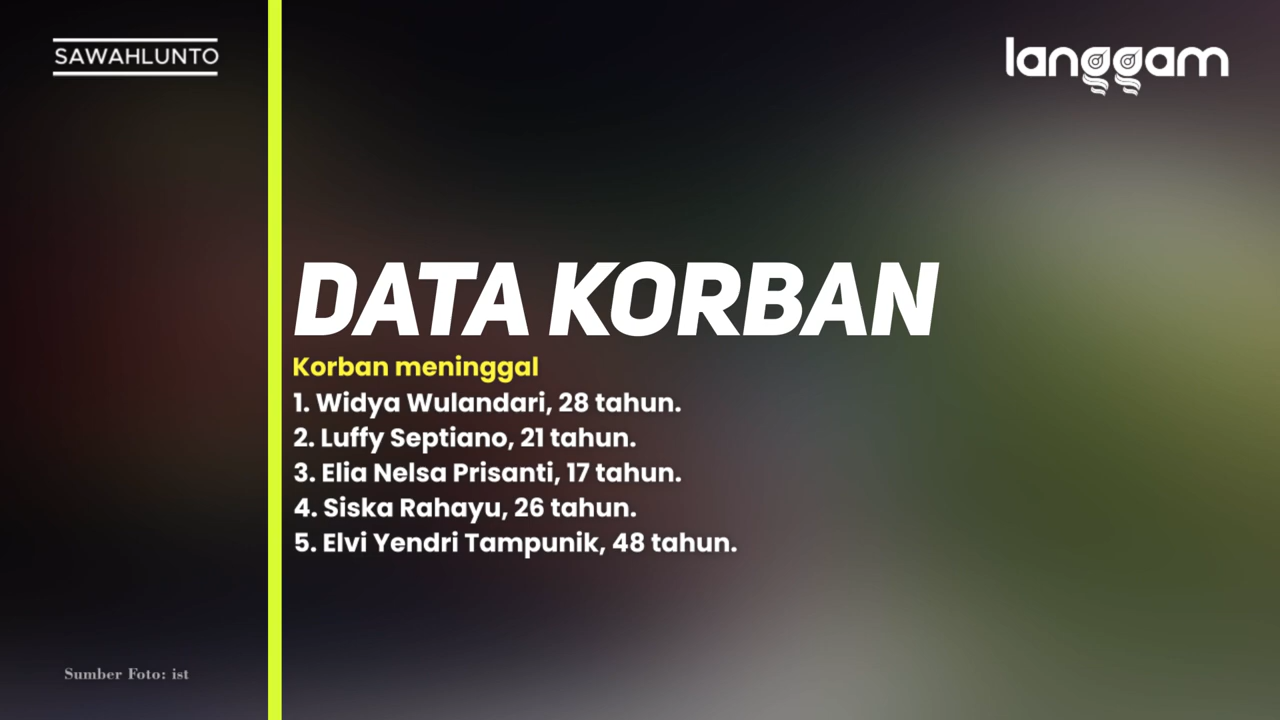 SAWAHLUNTO
langgam
DATA KORBAN
Korban meninggal
1. Widya Wulandari, 28 tahun.
2. Luffy Septiano, 21 tahun.
3. Elia Nelsa Prisanti, 17 tahun.
4. Siska Rahayu, 26 tahun.
5. Elvi Yendri Tampunik, 48 tahun.
Sumber Foto: ist